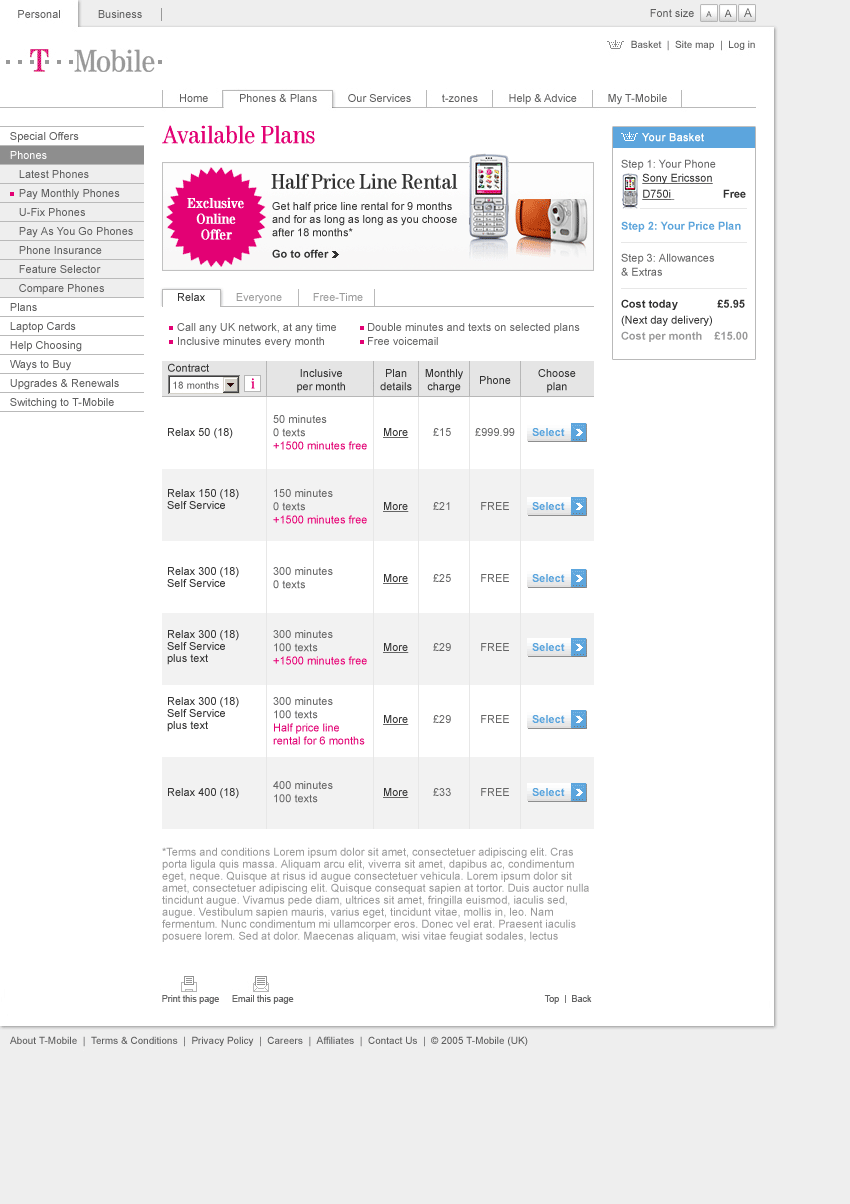 Personal
Business
Font size A A A
Basket | Site map | Log in
T Mobile
Home
Phones & Plans
Our Services
t-zones
Help & Advice
My T-Mobile
Special Offers
Phones
Latest Phones
Pay Monthly Phones
U-Fix Phones
Pay As You Go Phones
Phone Insurance
Feature Selector
Compare Phones
Plans
Laptop Cards
Help Choosing
Ways to Buy
Upgrades & Renewals
Switching to T-Mobile
Available Plans
Exclusive
Online
Offer
Half Price Line Rental
Get half price line rental for 9 months
and for as long as long as you choose
after 18 months*
Go to offer
Relax
Everyone
Free-Time
Call any UK network, at any time
Inclusive minutes every month
Double minutes and texts on selected plans
Free voicemail
Contract
18 months
i
Inclusive
per month
Plan
details
Monthly
charge
Phone
Choose
plan
Relax 50 (18)
50 minutes
0 texts
+1500 minutes free
More
£15
£999.99
Select
Relax 150 (18)
Self Service
150 minutes
0 texts
+1500 minutes free
More
£21
FREE
Select
Relax 300 (18)
Self Service
300 minutes
0 texts
More
£25
FREE
Select
Relax 300 (18)
Self Service
plus text
300 minutes
100 texts
+1500 minutes free
More
£29
FREE
Select
Relax 300 (18)
Self Service
plus text
300 minutes
100 texts
Half price line
rental for 6 months
More
£29
FREE
Select
Relax 400 (18)
400 minutes
100 texts
More
£33
FREE
Select
*Terms and conditions Lorem ipsum dolor sit amet, consectetuer adipiscing elit. Cras
porta ligula quis massa. Aliquam arcu elit, viverra sit amet, dapibus ac, condimentum
eget, neque. Quisque at risus id augue consectetuer vehicula. Lorem ipsum dolor sit
amet, consectetuer adipiscing elit. Quisque consequat sapien at tortor. Duis auctor nulla
tincidunt augue. Vivamus pede diam, ultrices sit amet, fringilla euismod, iaculis sed,
augue. Vestibulum sapien mauris, varius eget, tincidunt vitae, mollis in, leo. Nam
fermentum. Nunc condimentum mi ullamcorper eros. Donec vel erat. Praesent iaculis
posuere lorem. Sed at dolor. Maecenas aliquam, wisi vitae feugiat sodales, lectus
Print this page
Email this page
Top | Back
Your Basket
Step 1: Your Phone
Sony Ericsson
D750i Free
Step 2: Your Price Plan
Step 3: Allowances
& Extras
Cost today £5.95
(Next day delivery)
Cost per month £15.00
About T-Mobile | Terms & Conditions | Privacy Policy | Careers | Affiliates | Contact Us | © 2005 T-Mobile (UK)